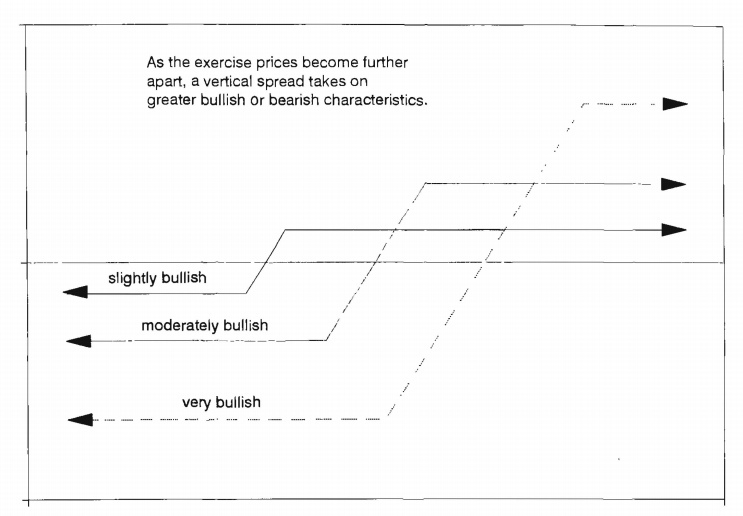 As the exercise prices become further
apart, a vertical spread takes on
greater bullish or bearish characteristics.
slightly bullish
moderately bullish
very bullish